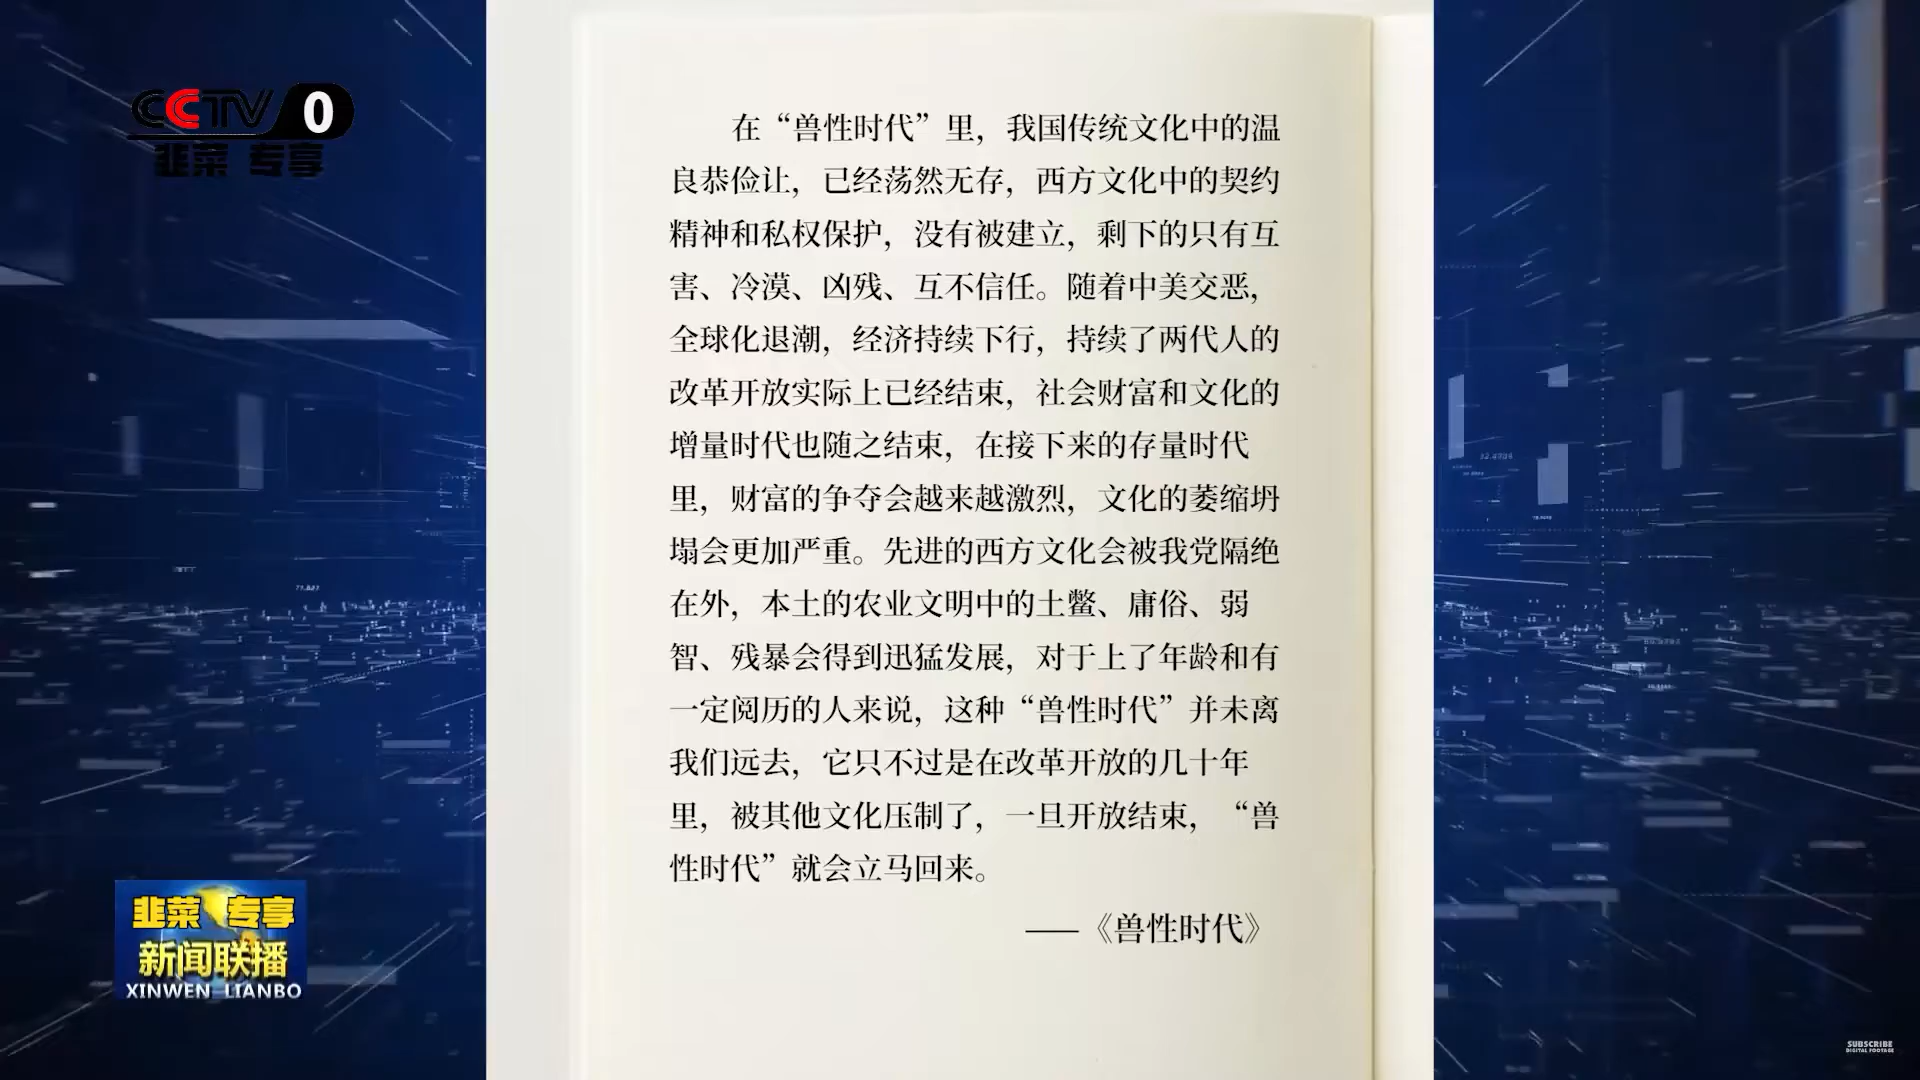 CCTV 0
韭菜 专享
在“兽性时代”里，我国传统文化中的温
良恭俭让，已经荡然无存，西方文化中的契约
精神和私权保护，没有被建立，剩下的只有互
害、冷漠、凶残、互不信任。随着中美交恶，
全球化退潮，经济持续下行，持续了两代人的
改革开放实际上已经结束，社会财富和文化的
增量时代也随之结束，在接下来的存量时代
里，财富的争夺会越来越激烈，文化的萎缩坍
塌会更加严重。先进的西方文化会被我党隔绝
在外，本土的农业文明中的土鳖、庸俗、弱
智、残暴会得到迅猛发展，对于上了年龄和有
一定阅历的人来说，这种“兽性时代”并未离
我们远去，它只不过是在改革开放的几十年
里，被其他文化压制了，一旦开放结束，“兽
性时代”就会立马回来。
——《兽性时代》
韭菜 专享
新闻联播
XINWEN LIANBO
SUBSCRIBE
DIGITAL FOOTAGE